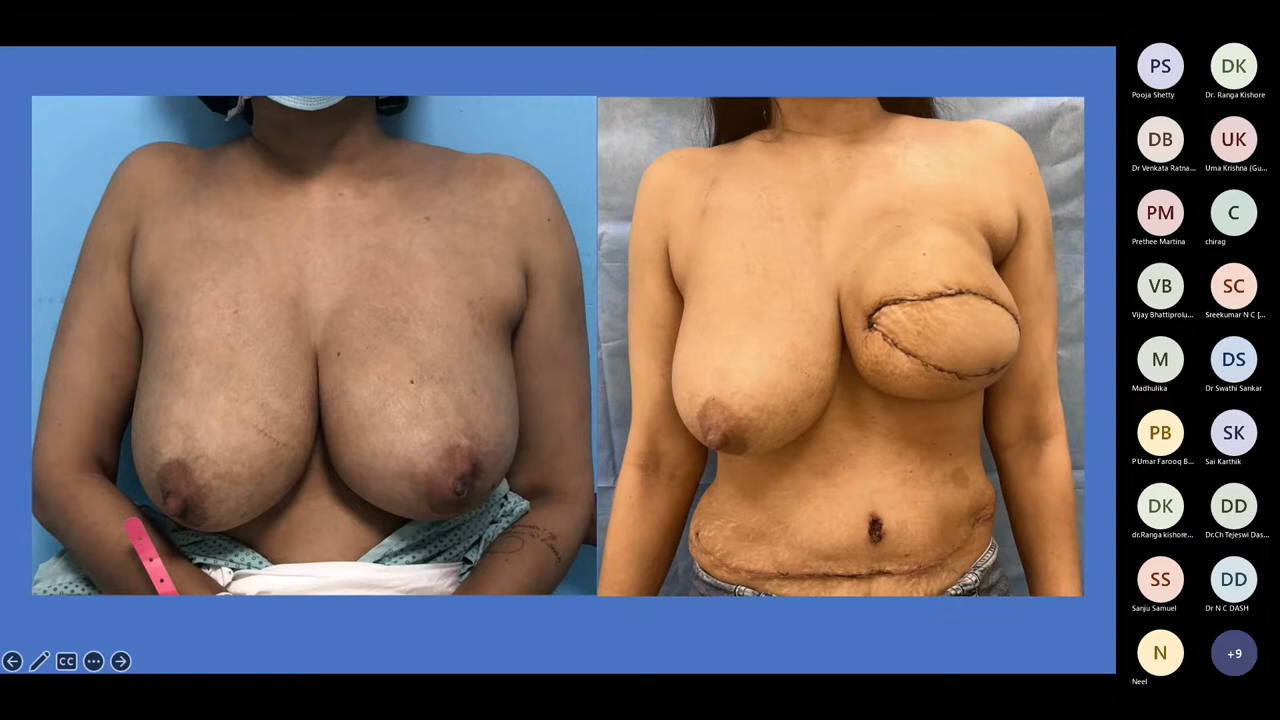 PS
DK
Pooja Shetty
Dr. Ranga Kishore
DB
UK
Dr Venkata Ratna...
Uma Krishna (Gu...
PM
C
Prethee Martina
chirag
VB
SC
Vijay Bhattiprolu...
Sreekumar N C [...
M
DS
Madhulika
Dr Swathi Sankar
PB
SK
P Umar Farooq B...
Sai Karthik
DK
DD
dr.Ranga kishore...
Dr.Ch Tejeswi Das...
SS
DD
Sanju Samuel
Dr N C DASH
N
+9
Neel
CC